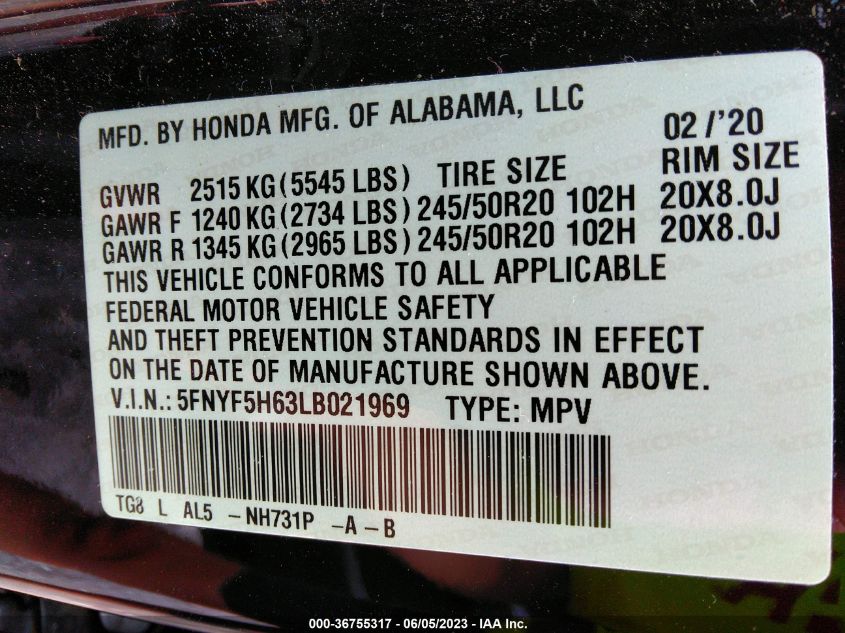 MFD. BY HONDA MFG. OF ALABAMA, LLC 02/'20
TIRE SIZE RIM SIZE
GVWR 2515 KG (5545 LBS)
GAWR F 1240 KG (2734 LBS) 245/50R20 102H 20X8.0J
GAWR R 1345 KG (2965 LBS) 245/50R20 102H 20X8.0J
THIS VEHICLE CONFORMS TO ALL APPLICABLE
FEDERAL MOTOR VEHICLE SAFETY
AND THEFT PREVENTION STANDARDS IN EFFECT
ON THE DATE OF MANUFACTURE SHOWN ABOVE.
V.I.N.: 5FNYF5H63LB021969 TYPE: MPV
TG8 L AL5 - NH731P - A - B
000-36755317 - 06/05/2023 - IAA Inc.